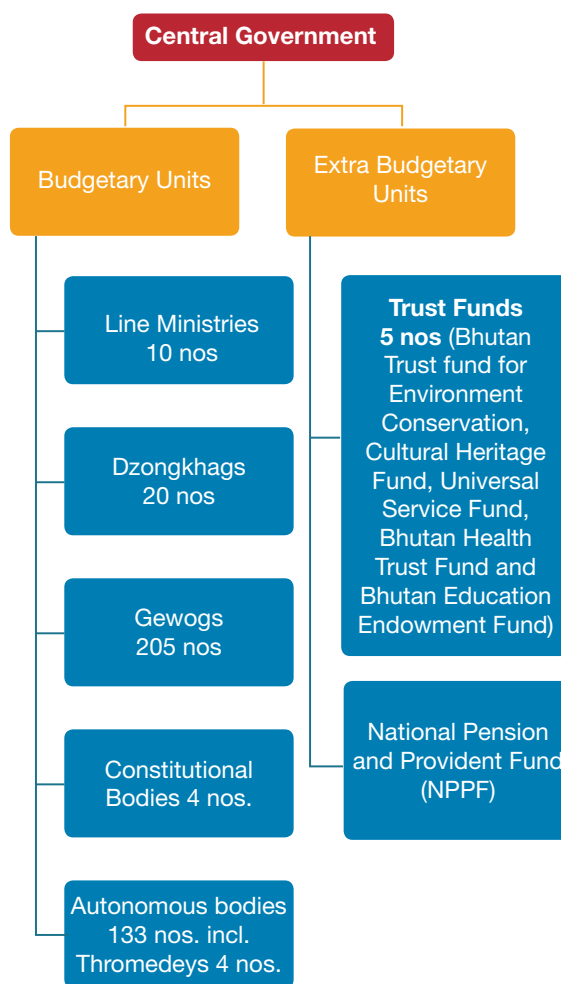 Central Government
Budgetary Units
Extra Budgetary
Units
Line Ministries
10 nos
Dzongkhags
20 nos
Gewogs
205 nos
Constitutional
Bodies 4 nos.
Autonomous bodies
133 nos. incl.
Thromedeys 4 nos.
Trust Funds
5 nos (Bhutan
Trust fund for
Environment
Conservation,
Cultural Heritage
Fund, Universal
Service Fund,
Bhutan Health
Trust Fund and
Bhutan Education
Endowment Fund)
National Pension
and Provident Fund
(NPPF)